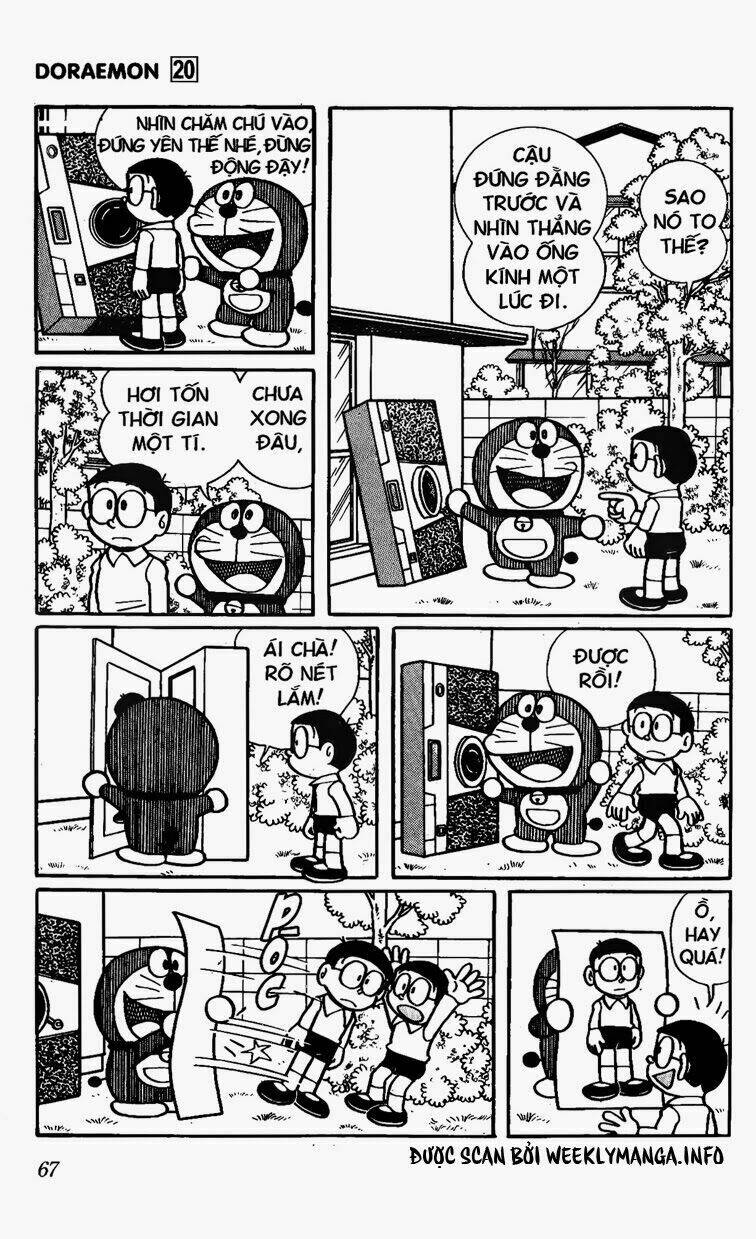 DORAEMON 20
SAO
NÓ TO
THẾ?
CẬU
ĐỨNG ĐẰNG
TRƯỚC VÀ
NHÌN THẲNG
VÀO ỐNG
KÍNH MỘT
LÚC ĐI.
NHÌN CHĂM CHÚ VÀO,
ĐỨNG YÊN THẾ NHÉ, ĐỪNG
ĐỘNG ĐẬY!
CHƯA
XONG
ĐÂU,
HƠI TỐN
THỜI GIAN
MỘT TÍ.
ĐƯỢC
RỒI!
ÁI CHÀ!
RÕ NÉT
LẮM!
Ồ,
HAY
QUÁ!
POC
67
ĐƯỢC SCAN BỞI WEEKLYMANGA.INFO